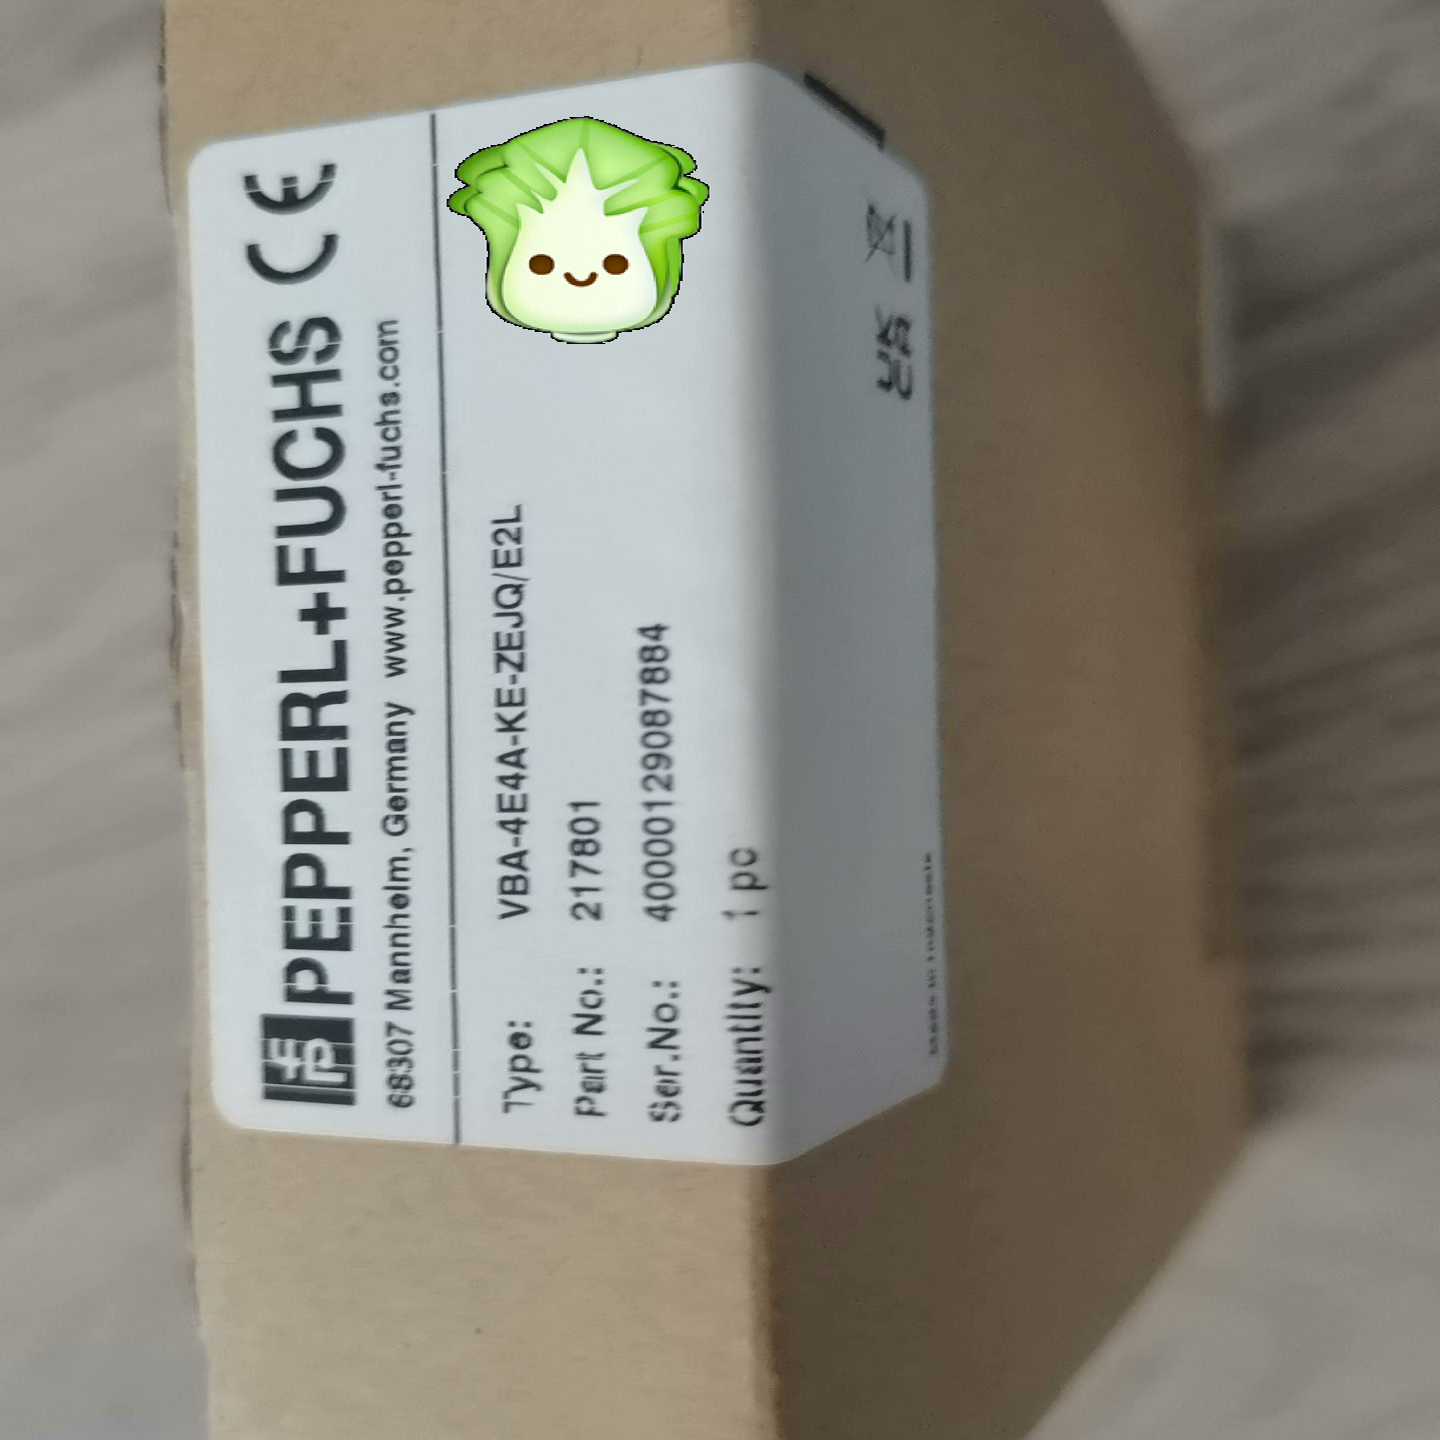 PEPPERL+FUCHS CE
68307 Mannheim, Germany www.pepperl-fuchs.com
Type: VBA-4E4A-KE-ZEJQ/E2L
Part No.: 217801
Ser.No.: 40000129087884
Quantity: 1 pc